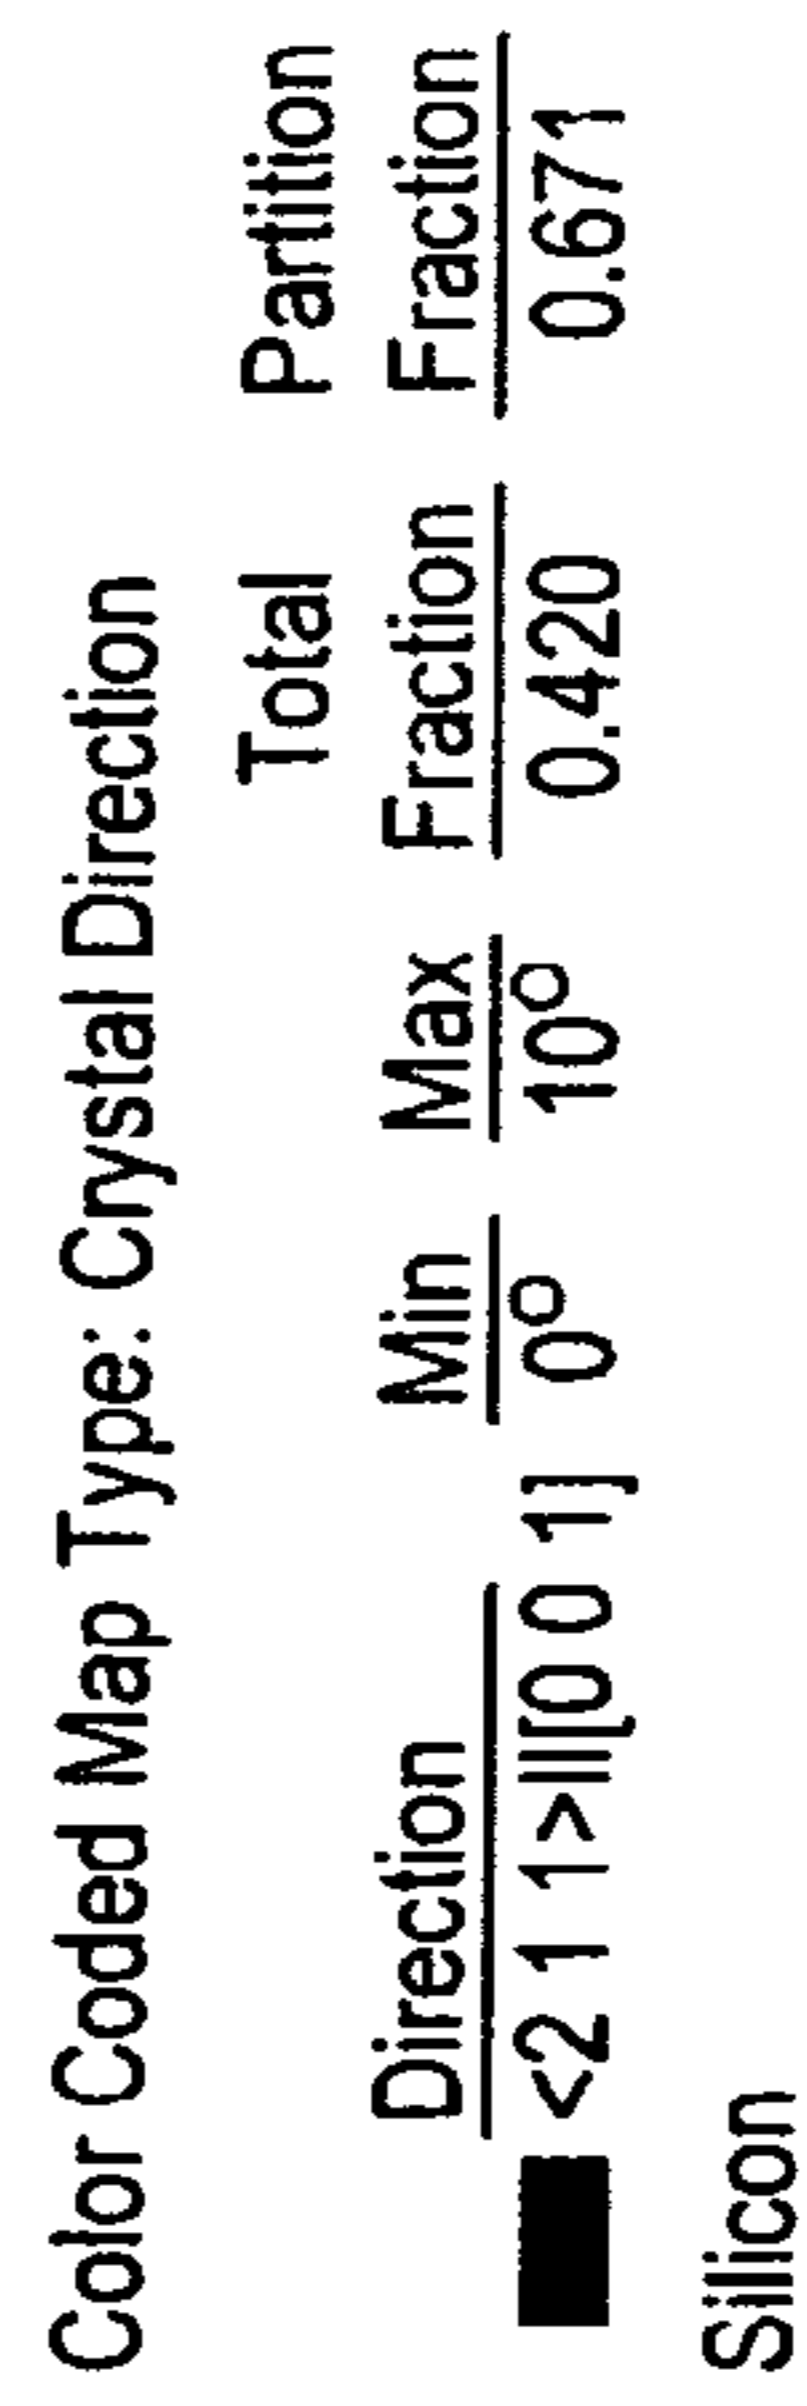 Color Coded Map Type: Crystal Direction
Total Partition
Direction Min Max Fraction Fraction
<2 1 1>||[0 0 1] 0° 10° 0.420 0.671
Silicon